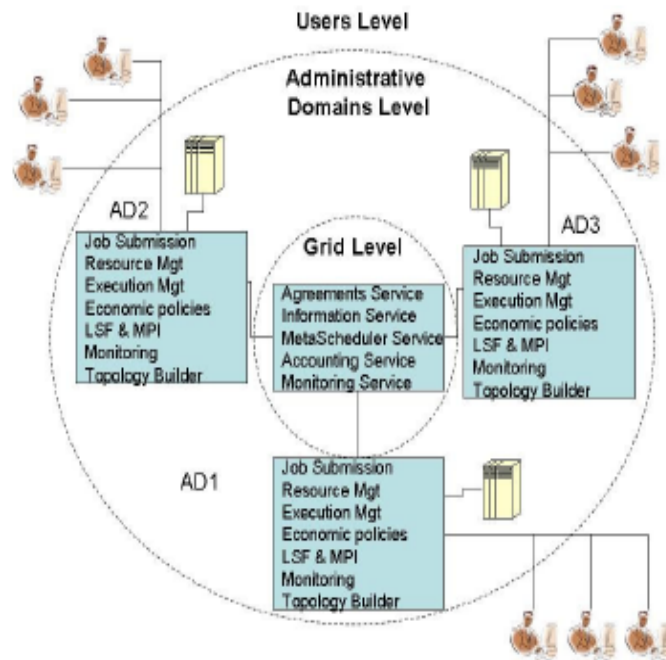 Users Level
Administrative
Domains Level
AD2
Job Submission
Resource Mgt
Execution Mgt
Economic policies
LSF & MPI
Monitoring
Topology Builder
Grid Level
Agreements Service
Information Service
MetaScheduler Service
Accounting Service
Monitoring Service
AD3
Job Submission
Resource Mgt
Execution Mgt
Economic policies
LSF & MPI
Monitoring
Topology Builder
AD1
Job Submission
Resource Mgt
Execution Mgt
Economic policies
LSF & MPI
Monitoring
Topology Builder